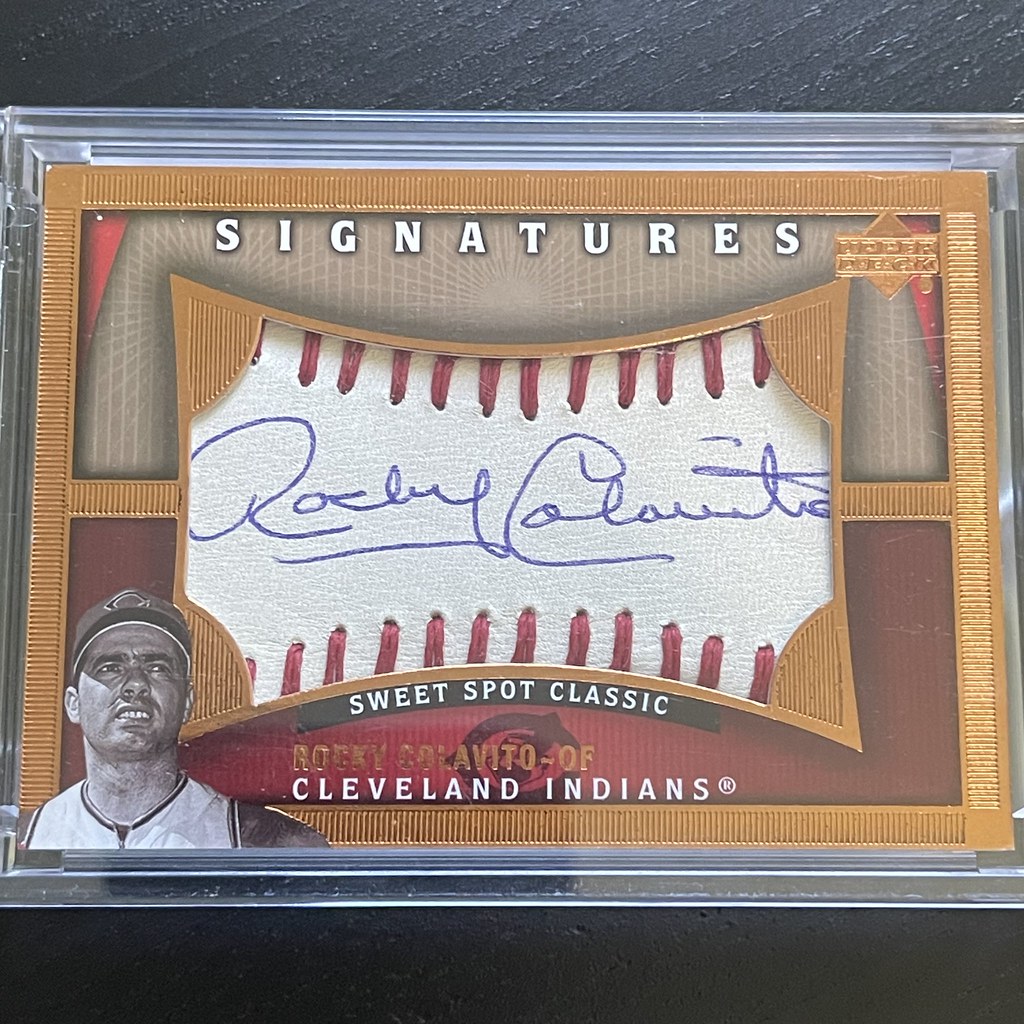 SIGNATURES
UPPER
DECK
Rocky Colavito
SWEET SPOT CLASSIC
ROCKY COLAVITO~OF
CLEVELAND INDIANS®
C